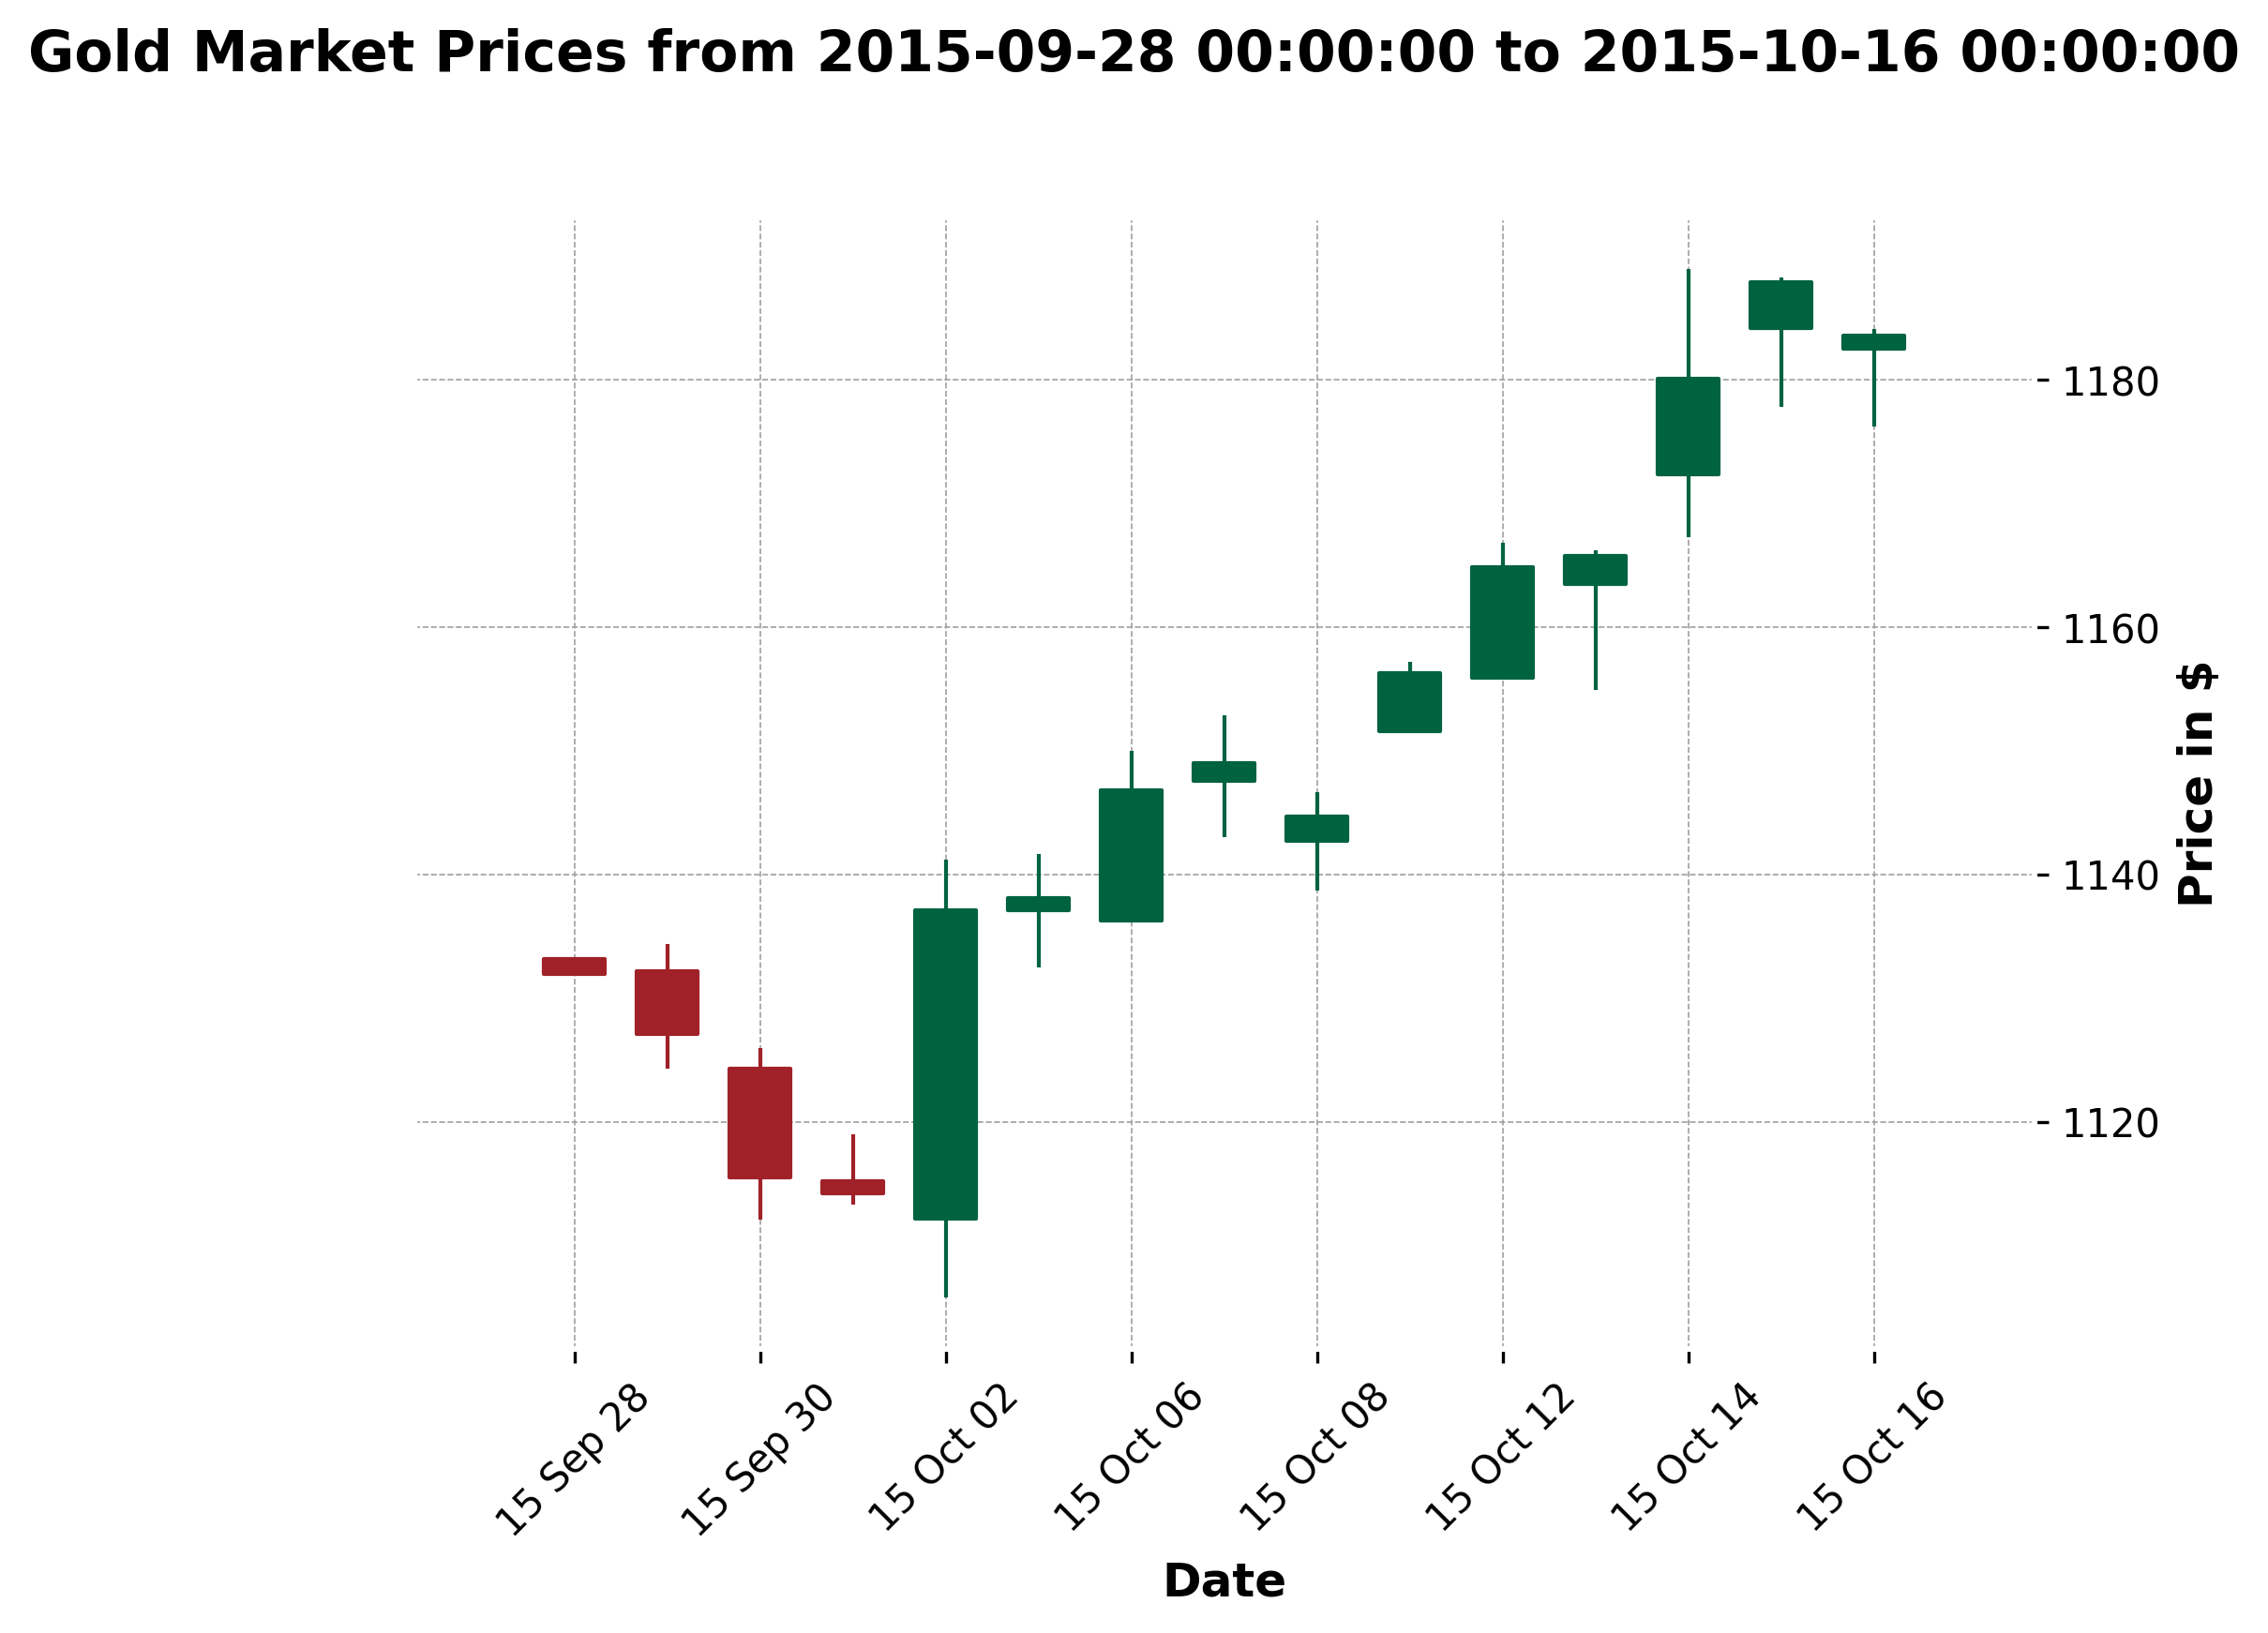 Gold Market Prices from 2015-09-28 00:00:00 to 2015-10-16 00:00:00
1180
1160
1140
1120
Price in $
15 Sep 28
15 Sep 30
15 Oct 02
15 Oct 06
15 Oct 08
15 Oct 12
15 Oct 14
15 Oct 16
Date